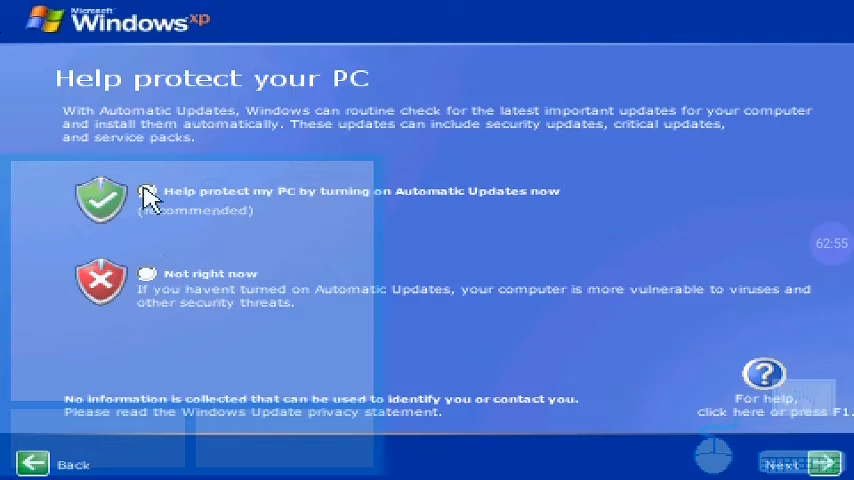 Microsoft
Windows xp
Help protect your PC
With Automatic Updates, Windows can routine check for the latest important updates for your computer
and install them automatically. These updates can include security updates, critical updates,
and service packs.
Help protect my PC by turning on Automatic Updates now
(recommended)
62:55
Not right now
If you havent turned on Automatic Updates, your computer is more vulnerable to viruses and
other security threats.
No information is collected that can be used to identify you or contact you.
Please read the Windows Update privacy statement.
For help,
click here or press F1.
Back
Next